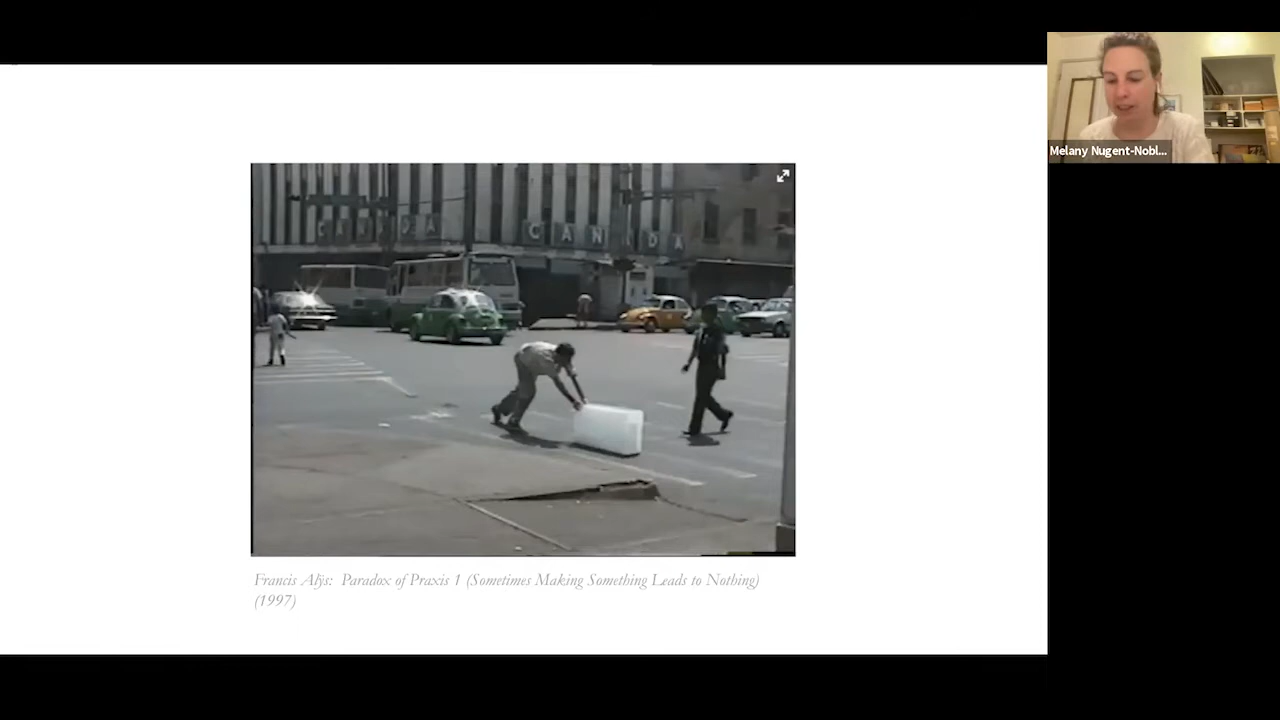 Melany Nugent-Nobl...
CANADA
CANADA
Francis Alÿs: Paradox of Praxis 1 (Sometimes Making Something Leads to Nothing)
(1997)